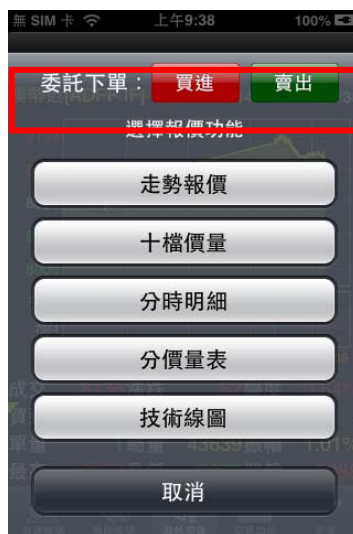 無 SIM 卡 上午9:38 100%
委託下單： 買進 賣出
選擇報價功能
走勢報價
十檔價量
分時明細
分價量表
技術線圖
取消